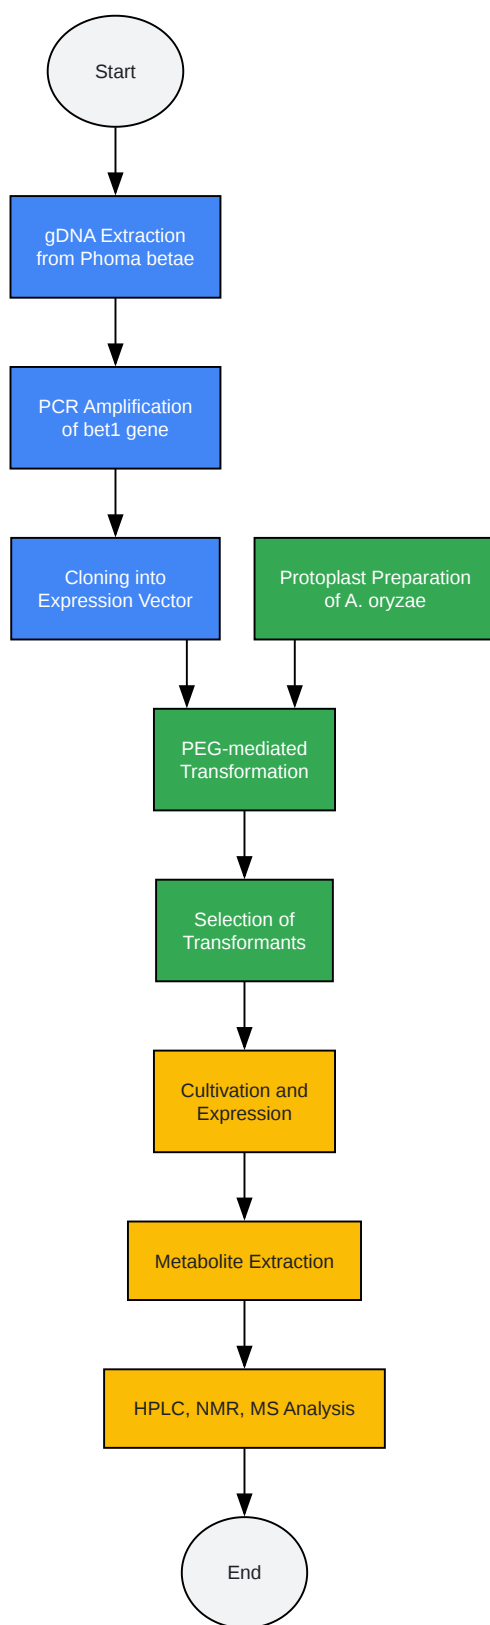 Start
gDNA Extraction
from Phoma betae
PCR Amplification
of bet1 gene
Cloning into
Expression Vector
Protoplast Preparation
of A. oryzae
PEG-mediated
Transformation
Selection of
Transformants
Cultivation and
Expression
Metabolite Extraction
HPLC, NMR, MS Analysis
End